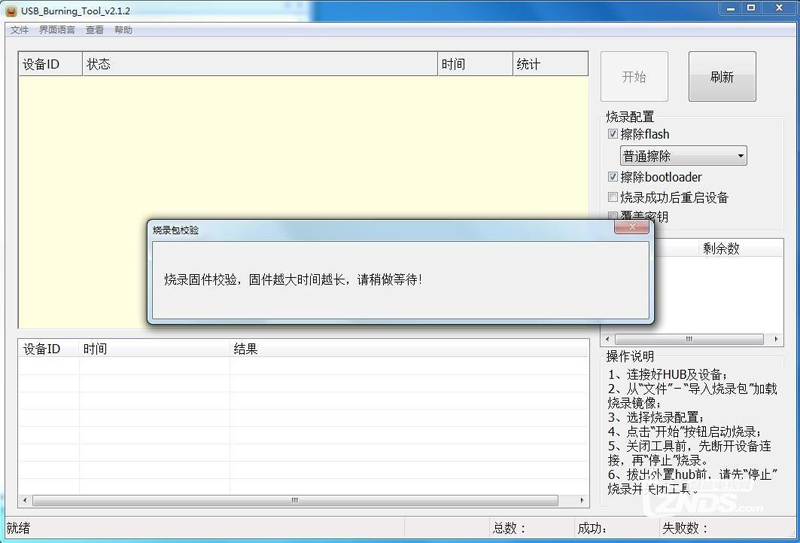 USB_Burning_Tool_v2.1.2
文件 界面语言 查看 帮助
设备ID 状态 时间 统计
开始 刷新
烧录配置
擦除flash
普通擦除
擦除bootloader
烧录成功后重启设备
覆盖密钥
烧录包校验
烧录固件校验，固件越大时间越长，请稍做等待！
剩余数
设备ID 时间 结果
操作说明
1、连接好HUB及设备；
2、从“文件”－“导入烧录包”加载
烧录镜像；
3、选择烧录配置；
4、点击“开始”按钮启动烧录；
5、关闭工具前，先断开设备连
接，再“停止”烧录。
6、拔出外置hub前，请先“停止”
烧录并关闭工具。
ZNDS.com
就绪 总数： 成功： 失败数：